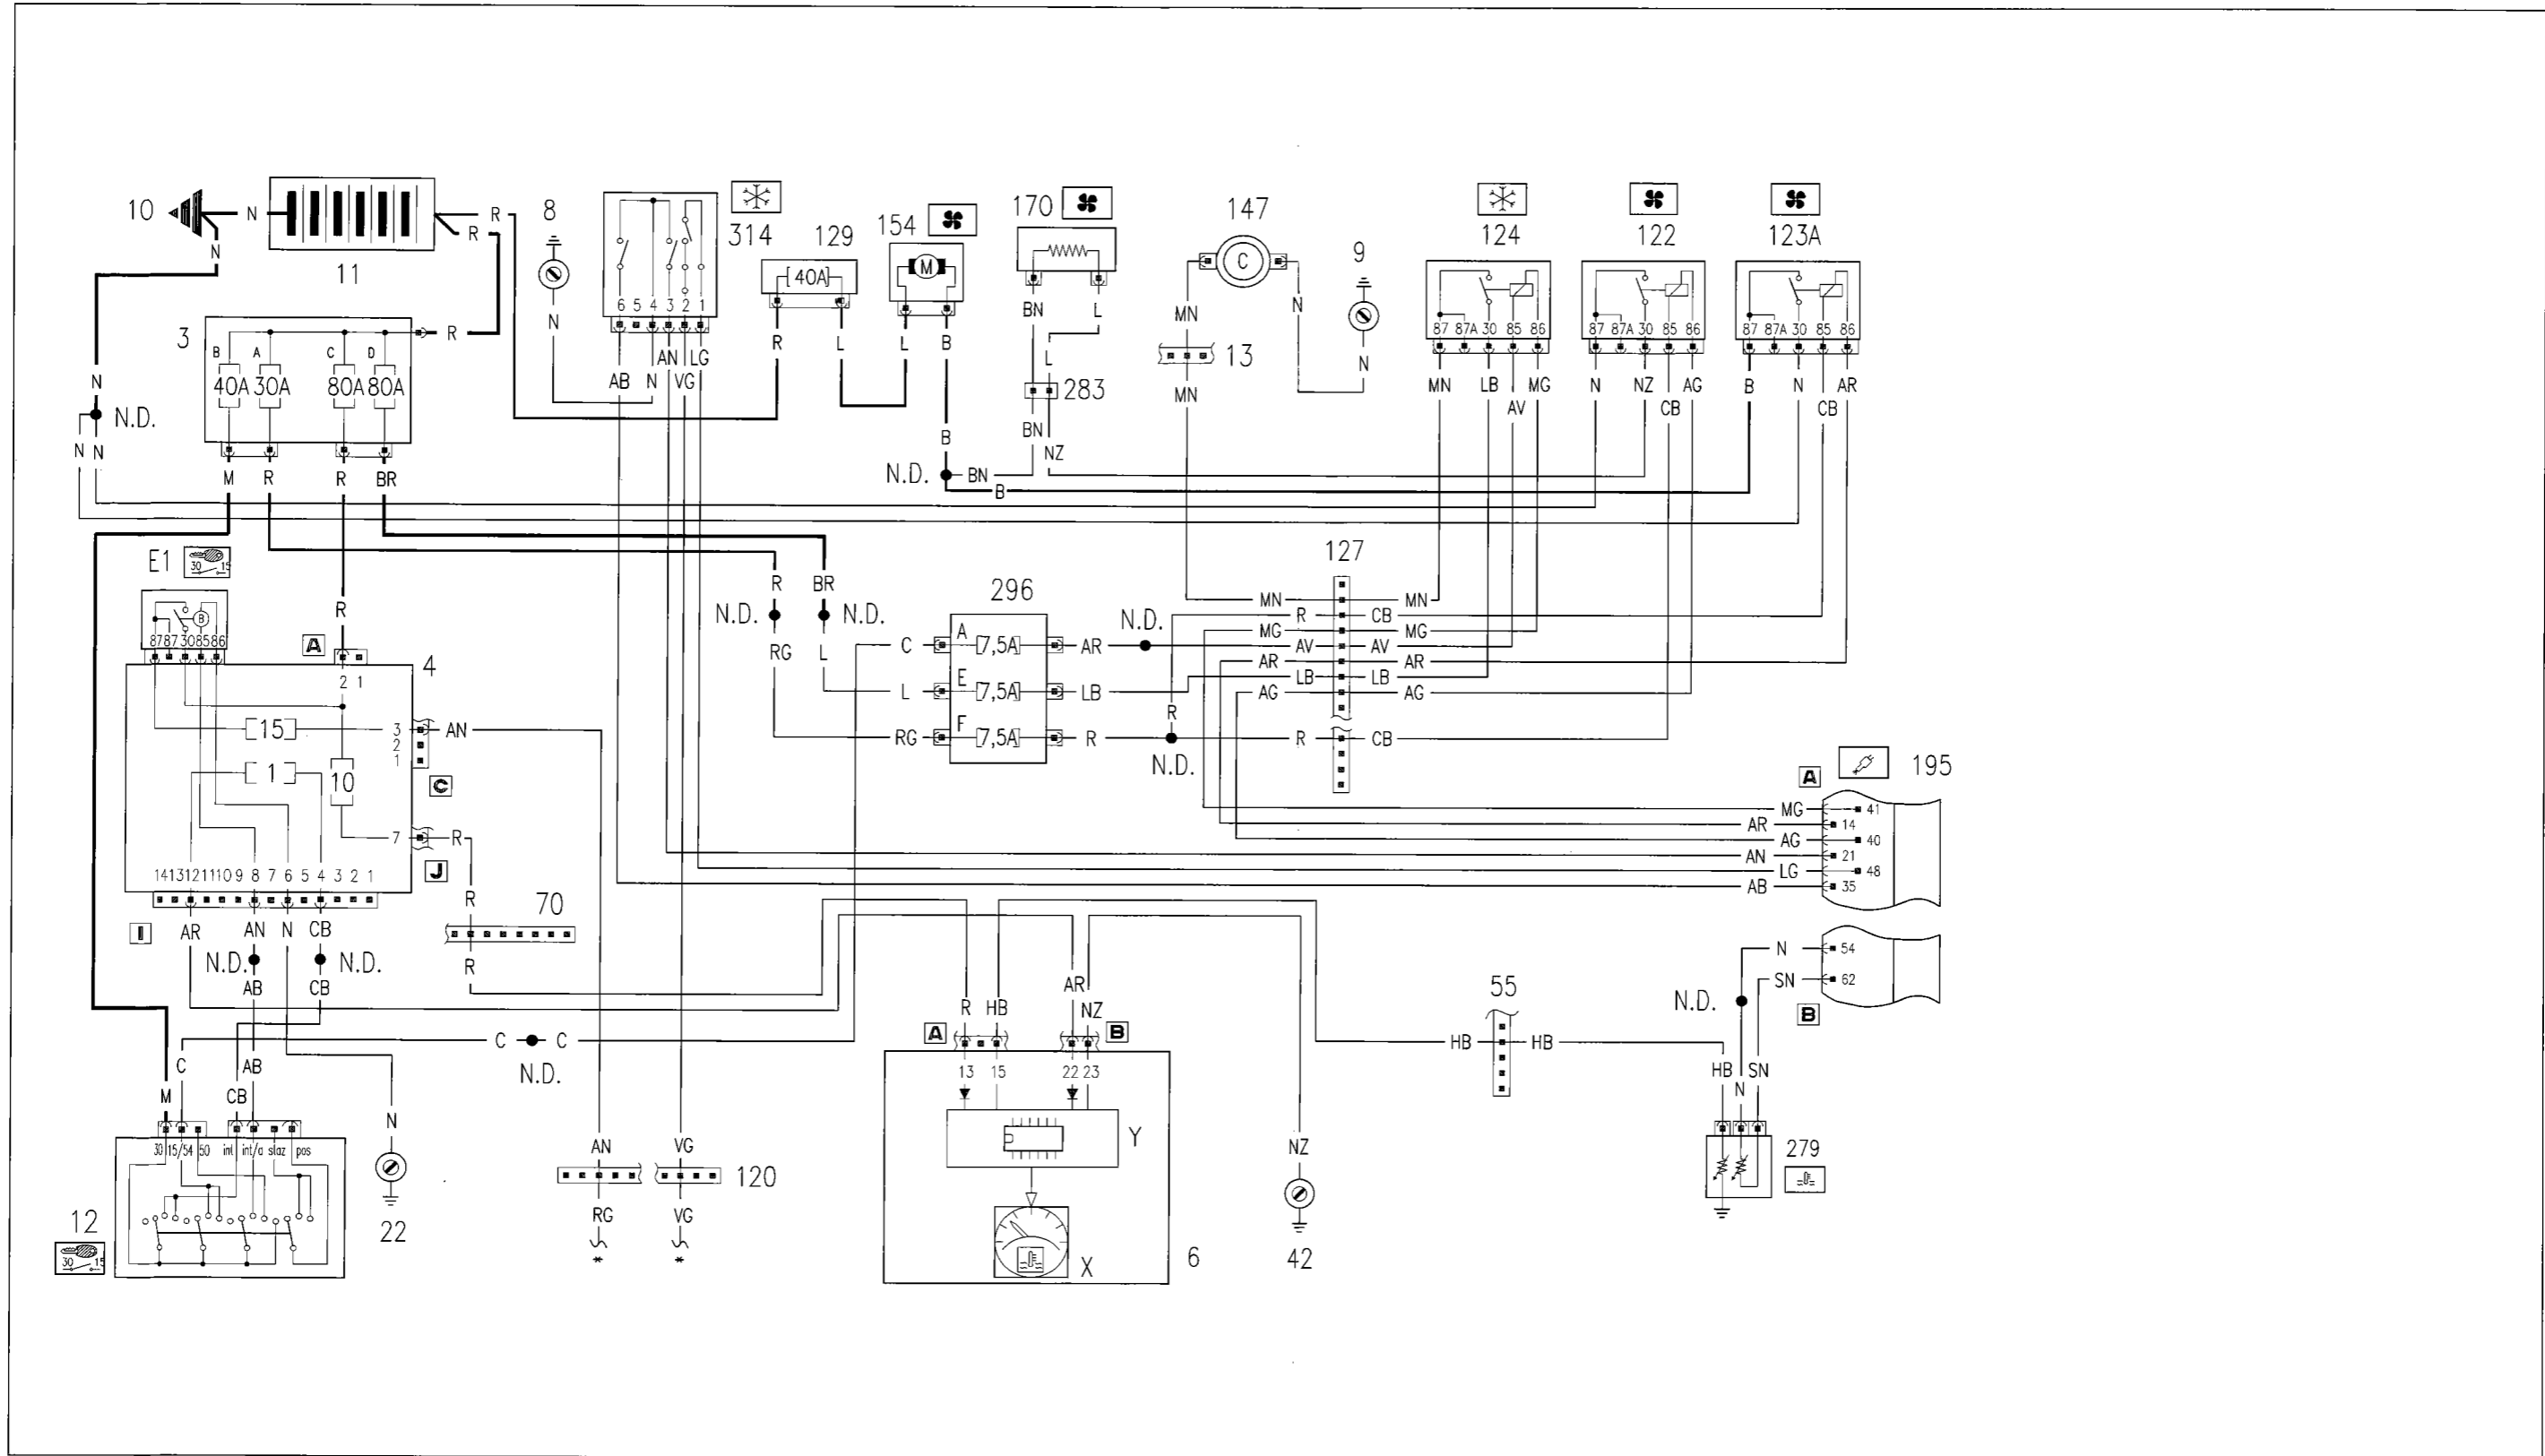 10 N 11 R R 8 314 129 154 170 147 9 124 122 123A
N N N
[40A] M C
6 5 4 3 2 1
87 87A 30 85 86
87 87A 30 85 86
87 87A 30 85 86
3 R
B A C D
40A 30A 80A 80A
R L L B BN L MN N
AN LG
AB N VG
L 13
N N.D. 283 MN
MN LB MG N NZ AG B N AR
AV CB CB
N N BN NZ
M R R BR B
N.D. BN
B
E1 30 15
127
R BR 296
R N.D. N.D. N.D.
B
87 87 30 85 86
A 4
RG L
C A 7,5A AR
L E 7,5A LB
RG F 7,5A R
MN MN
R CB
MG MG
AV AV
AR AR
LB LB
AG AG
R
R CB
N.D.
2 1
15 3 AN
2
1
1 10
C
7 R
J
14 13 12 11 10 9 8 7 6 5 4 3 2 1
A 195
MG 41
AR 14
AG 40
AN 21
LG 48
AB 35
I AR AN N CB
R 70
N.D. N.D. R
AB CB
N 54
SN 62
B
N.D.
R HB AR NZ
55
C C
N.D.
A B
HB HB
C AB
M CB N
13 15 22 23
HB N SN
30 15/54 50 int int/a staz pos
AN VG
120
RG VG
* *
Y
X 6
NZ
42
279
12 30 15
22